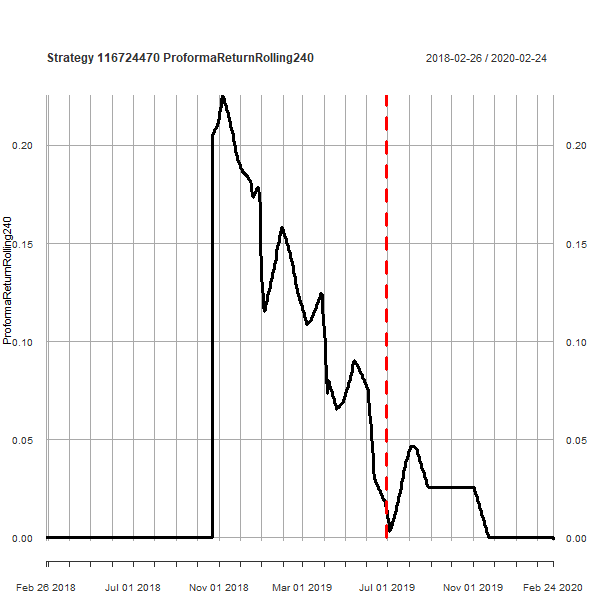 Strategy 116724470 ProformaReturnRolling240
2018-02-26 / 2020-02-24
ProformaReturnRolling240
0.20 0.20
0.15 0.15
0.10 0.10
0.05 0.05
0.00 0.00
Feb 26 2018 Jul 01 2018 Nov 01 2018 Mar 01 2019 Jul 01 2019 Nov 01 2019 Feb 24 2020